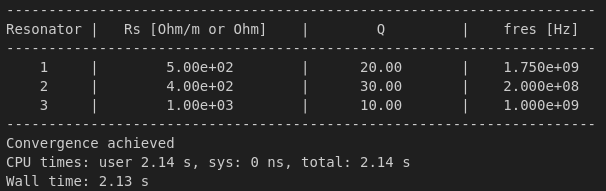 ----------------------------------------------------------------------
Resonator |   Rs [Ohm/m or Ohm]    |        Q         |    fres [Hz]
----------------------------------------------------------------------
    1     |        5.00e+02        |      20.00       |    1.750e+09
    2     |        4.00e+02        |      30.00       |    2.000e+08
    3     |        1.00e+03        |      10.00       |    1.000e+09
----------------------------------------------------------------------
Convergence achieved
CPU times: user 2.14 s, sys: 0 ns, total: 2.14 s
Wall time: 2.13 s